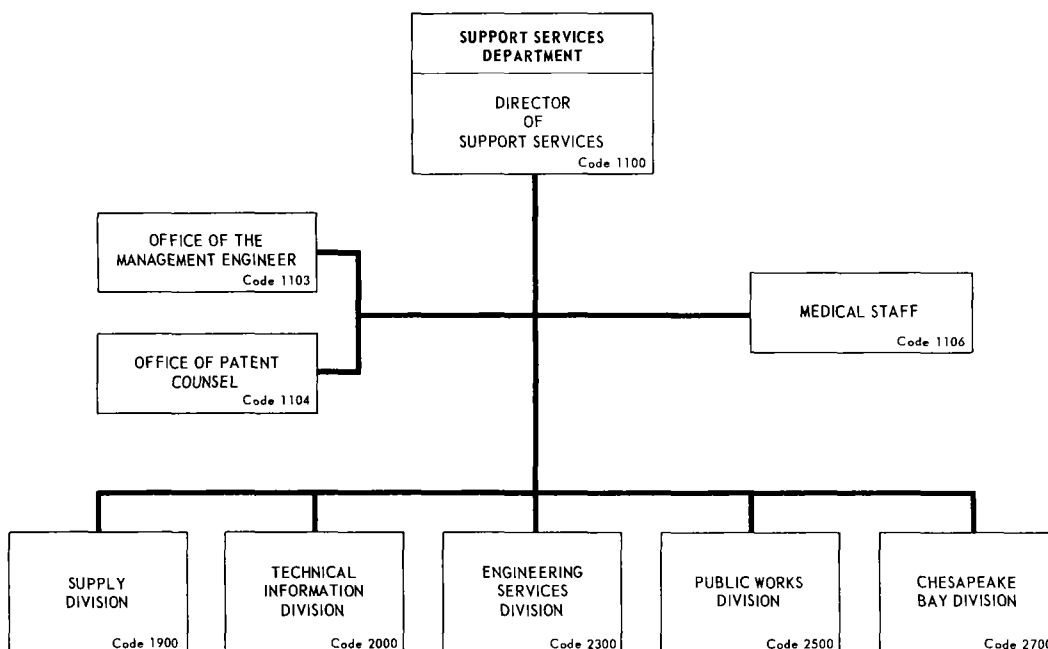 SUPPORT SERVICES
DEPARTMENT
DIRECTOR
OF
SUPPORT SERVICES
Code 1100
OFFICE OF THE
MANAGEMENT ENGINEER
Code 1103
OFFICE OF PATENT
COUNSEL
Code 1104
MEDICAL STAFF
Code 1106
SUPPLY
DIVISION
Code 1900
TECHNICAL
INFORMATION
DIVISION
Code 2000
ENGINEERING
SERVICES
DIVISION
Code 2300
PUBLIC WORKS
DIVISION
Code 2500
CHESAPEAKE
BAY DIVISION
Code 2700